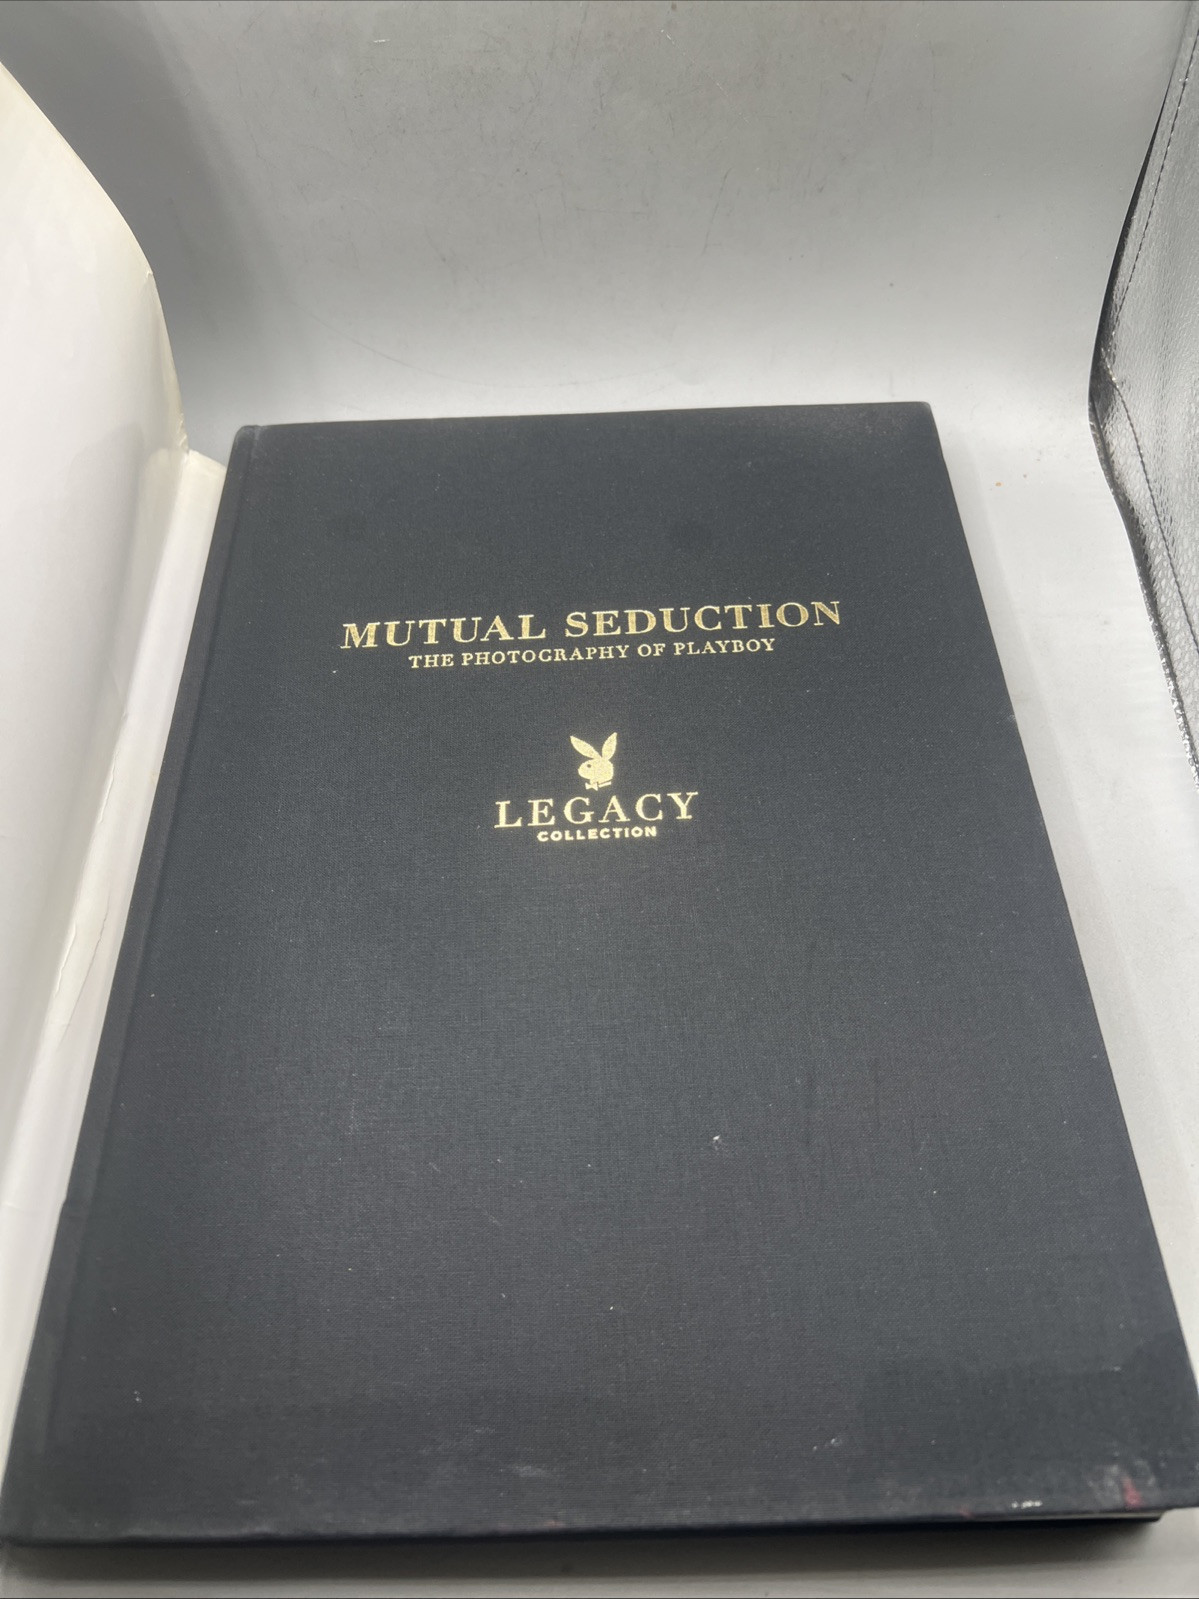 MUTUAL SEDUCTION
THE PHOTOGRAPHY OF PLAYBOY
LEGACY
COLLECTION